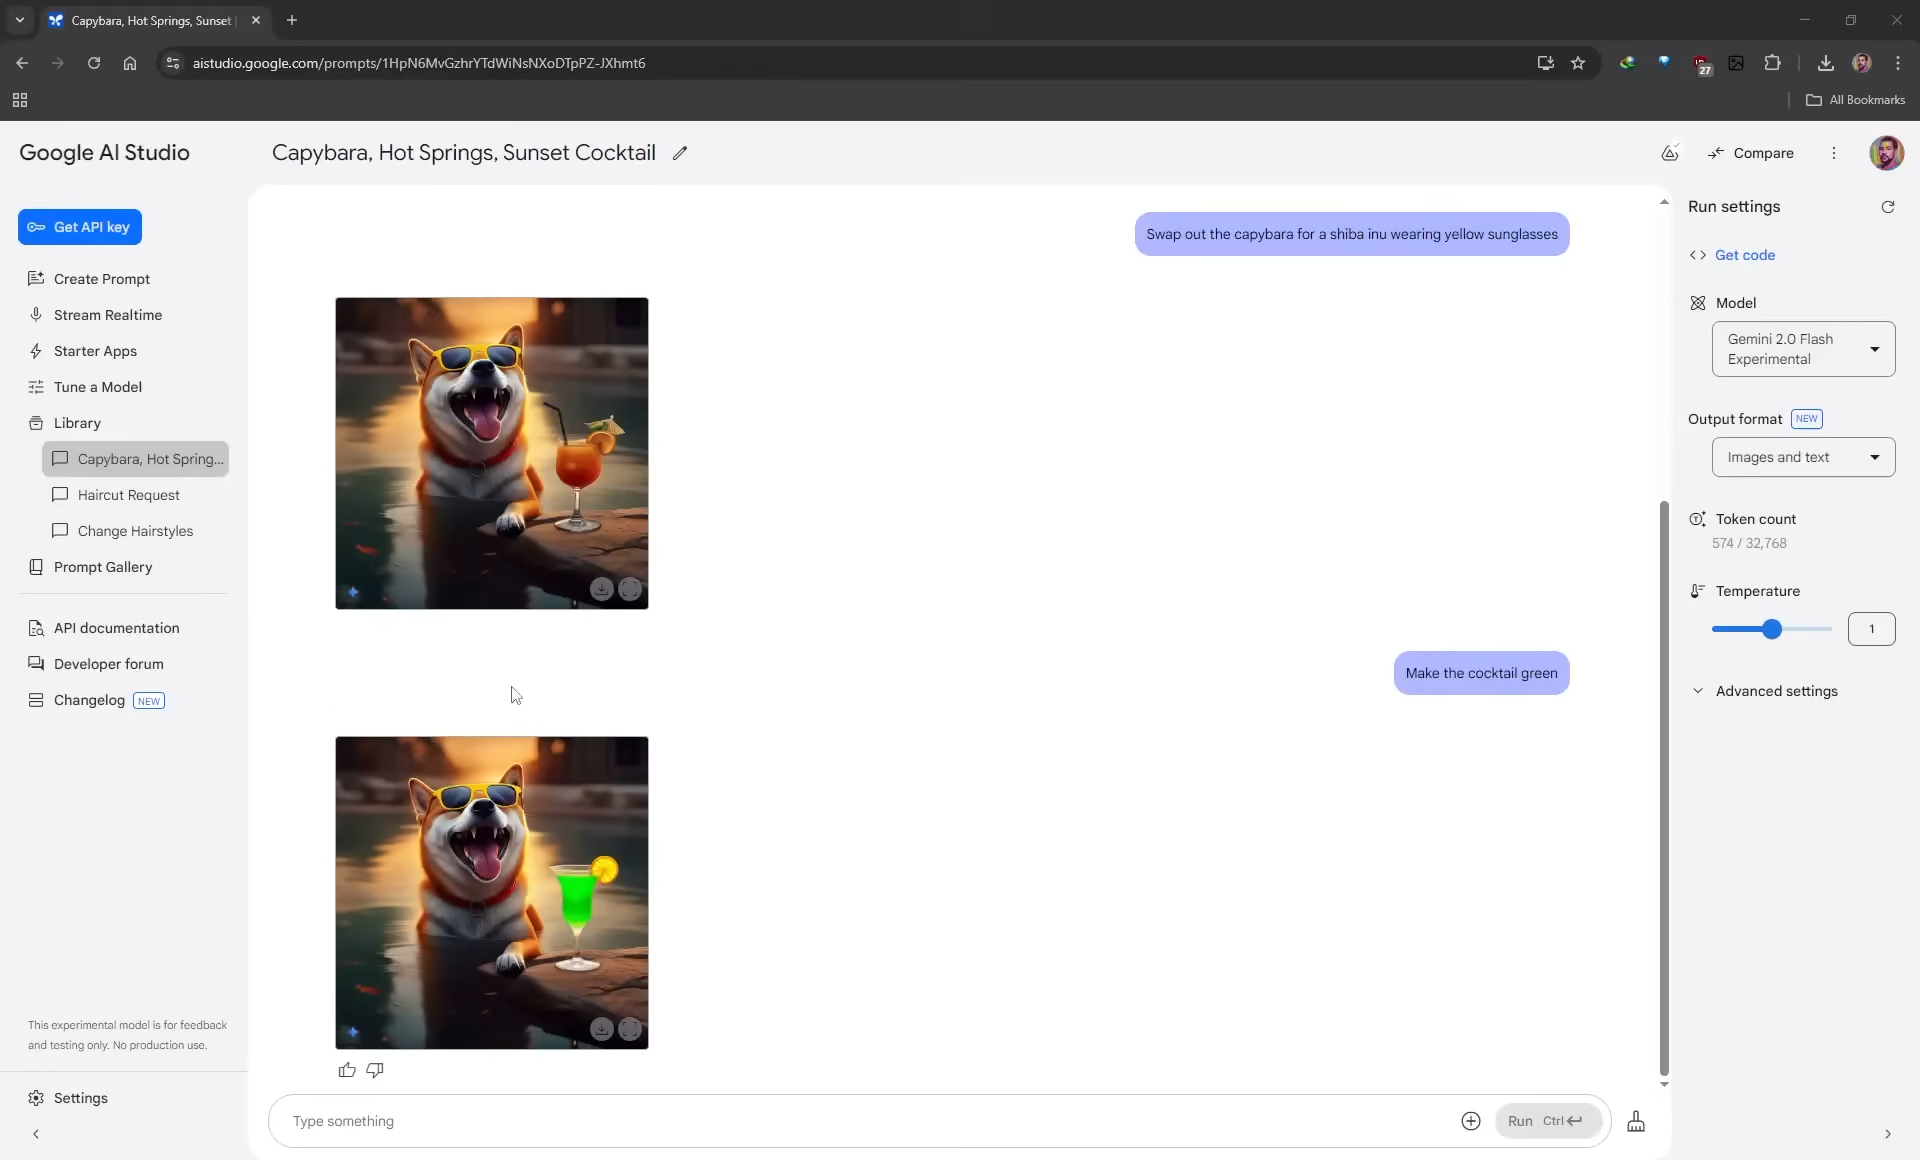 Capybara, Hot Springs, Sunset
aistudio.google.com/prompts/1HpN6MvGzhrYTdWiNsNXoDTpPZ-JXhmt6
27
All Bookmarks
Google AI Studio
Capybara, Hot Springs, Sunset Cocktail
Compare
Get API key
Create Prompt
Stream Realtime
Starter Apps
Tune a Model
Library
Capybara, Hot Spring...
Haircut Request
Change Hairstyles
Prompt Gallery
API documentation
Developer forum
Changelog NEW
This experimental model is for feedback
and testing only. No production use.
Settings
Swap out the capybara for a shiba inu wearing yellow sunglasses
Make the cocktail green
Type something
Run Ctrl
Run settings
Get code
Model
Gemini 2.0 Flash
Experimental
Output format NEW
Images and text
Token count
574 / 32,768
Temperature
1
Advanced settings